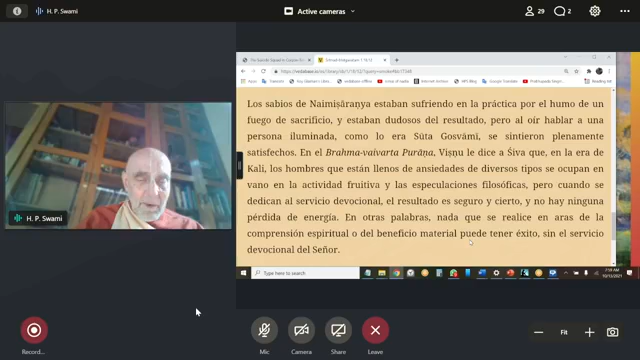 H. P. Swami
Active cameras
29
2
Śrīmad-bhāgavatam 1.18.12
Los sabios de Naimiṣāraṇya estaban sufriendo en la práctica por el humo de un
fuego de sacrificio, y estaban dudosos del resultado, pero al oír hablar a
una persona iluminada, como lo era Sūta Gosvāmī, se sintieron plenamente
satisfechos. En el Brahma-vaivarta Purāṇa, Viṣṇu le dice a Śiva que, en la era de
Kali, los hombres que están llenos de ansiedades de diversos tipos se ocupan en
vano en la actividad fruitiva y las especulaciones filosóficas, pero cuando se
dedican al servicio devocional, el resultado es seguro y cierto, y no hay ninguna
pérdida de energía. En otras palabras, nada que se realice en aras de la
comprensión espiritual o del beneficio material puede tener éxito, sin el servicio
devocional del Señor.
H. P. Swami
Type here to search
Record...
Mic
Camera
Share
Leave
Fit